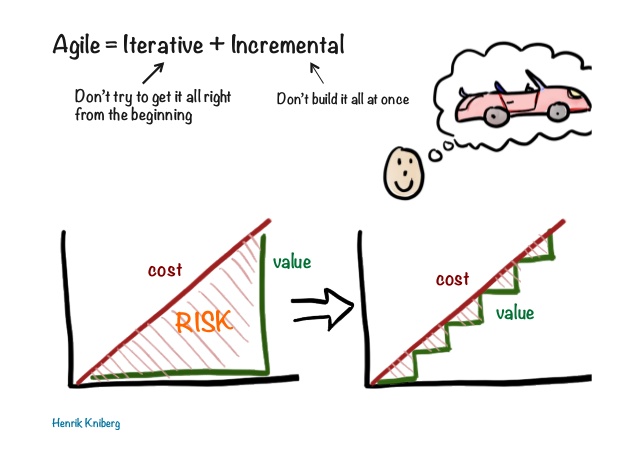 Agile = Iterative + Incremental
Don't try to get it all right
from the beginning
Don't build it all at once
cost
value
RISK
cost
value
Henrik Kniberg